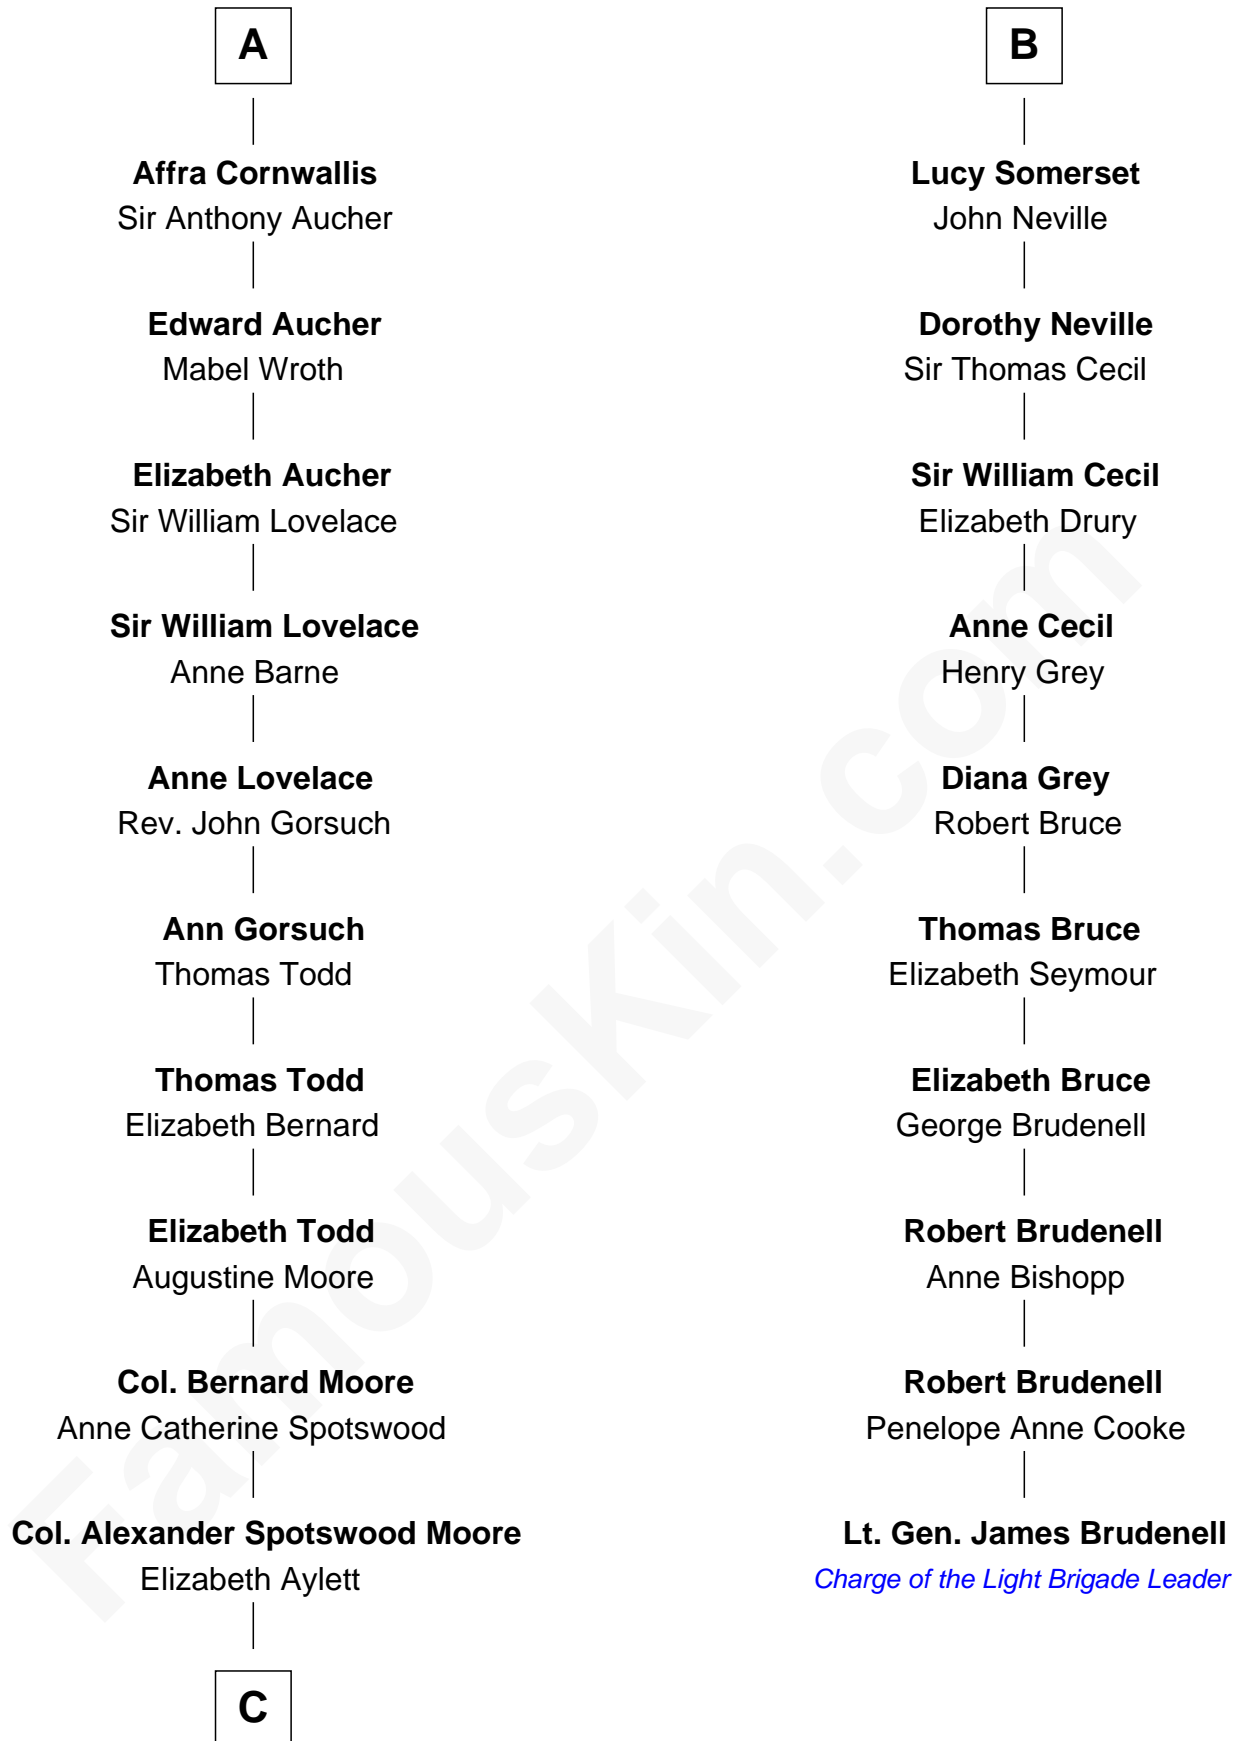 A
Affra Cornwallis
Sir Anthony Aucher
Edward Aucher
Mabel Wroth
Elizabeth Aucher
Sir William Lovelace
Sir William Lovelace
Anne Barne
Anne Lovelace
Rev. John Gorsuch
Ann Gorsuch
Thomas Todd
Thomas Todd
Elizabeth Bernard
Elizabeth Todd
Augustine Moore
Col. Bernard Moore
Anne Catherine Spotswood
Col. Alexander Spotswood Moore
Elizabeth Aylett
C
B
Lucy Somerset
John Neville
Dorothy Neville
Sir Thomas Cecil
Sir William Cecil
Elizabeth Drury
Anne Cecil
Henry Grey
Diana Grey
Robert Bruce
Thomas Bruce
Elizabeth Seymour
Elizabeth Bruce
George Brudenell
Robert Brudenell
Anne Bishopp
Robert Brudenell
Penelope Anne Cooke
Lt. Gen. James Brudenell
Charge of the Light Brigade Leader
FamousKin.com